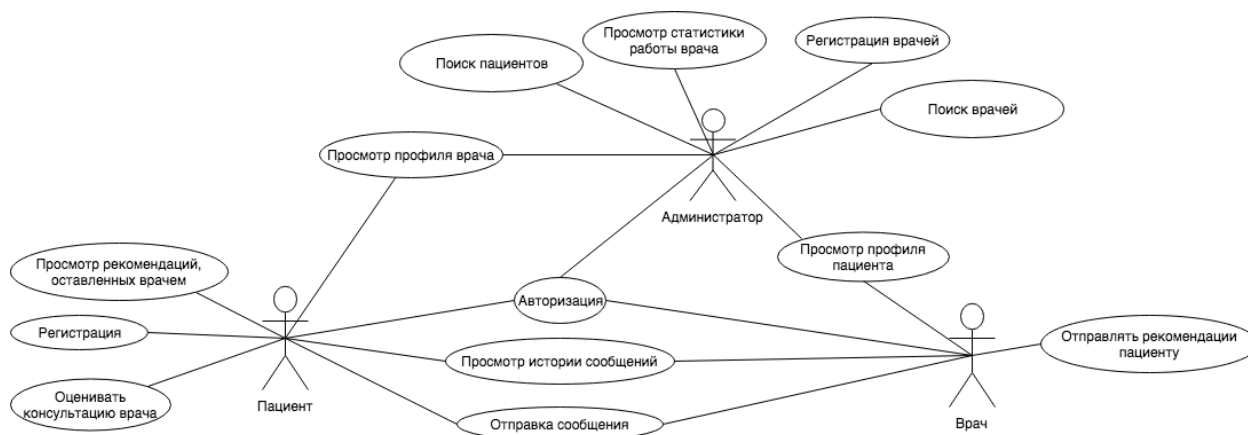 Просмотр статистики
работы врача
Регистрация врачей
Поиск пациентов
Поиск врачей
Просмотр профиля врача
Администратор
Просмотр профиля
пациента
Просмотр рекомендаций,
оставленных врачем
Авторизация
Регистрация
Отправлять рекомендации
пациенту
Просмотр истории сообщений
Оценивать
консультацию врача
Пациент
Отправка сообщения
Врач